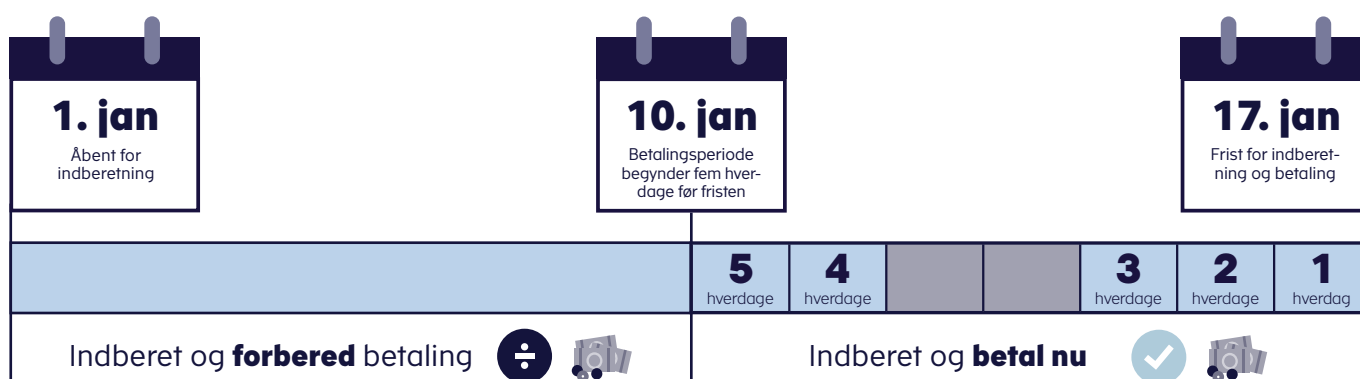 1. jan
Åbent for
indberetning
10. jan
Betalingsperiode
begynder fem hver-
dage før fristen
17. jan
Frist for indberet-
ning og betaling
5
hverdage
4
hverdage
3
hverdage
2
hverdage
1
hverdag
Indberet og forbered betaling
Indberet og betal nu